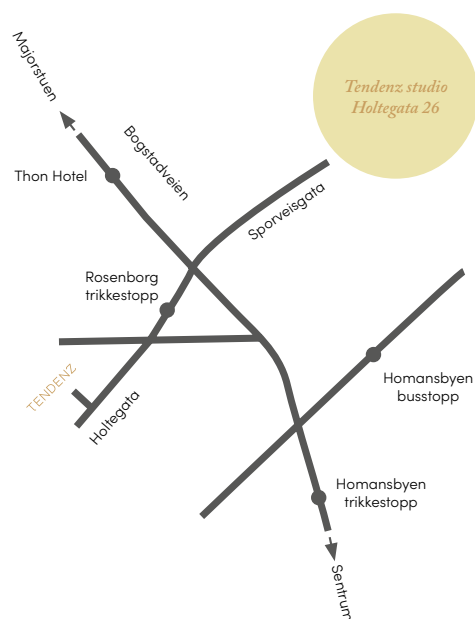 Majorstuen
Tendenz studio
Holtegata 26
Bogstadveien
Thon Hotel
Sporveisgata
Rosenborg
trikkestopp
TENDENZ
Holtegata
Homansbyen
busstopp
Homansbyen
trikkestopp
Sentrum